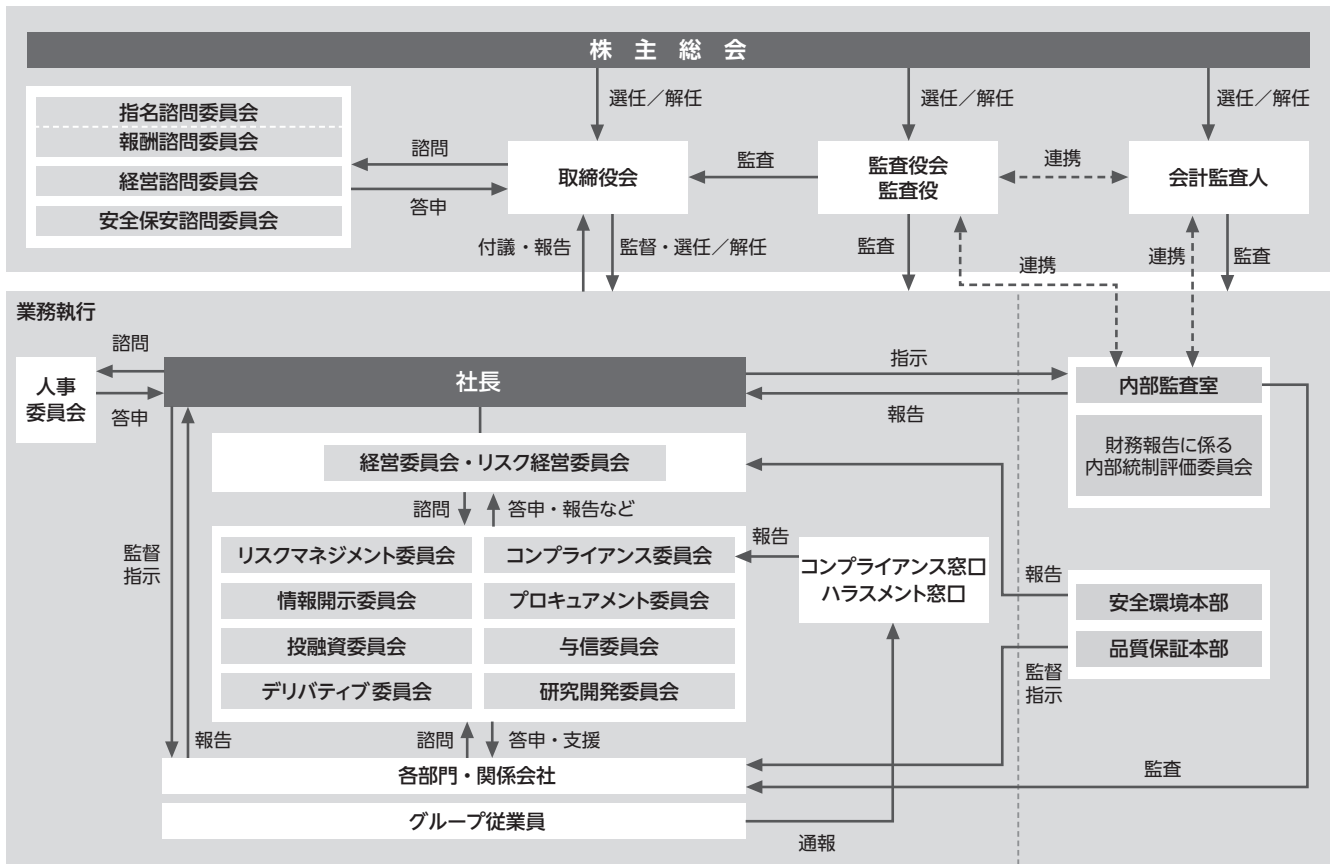 株主総会
選任／解任
選任／解任
選任／解任
指名諮問委員会
報酬諮問委員会
経営諮問委員会
安全保安諮問委員会
諮問
答申
取締役会
監査
監査役会
監査役
連携
会計監査人
付議・報告
監督・選任／解任
監査
連携
連携
監査
業務執行
諮問
答申
人事
委員会
社長
指示
報告
内部監査室
財務報告に係る
内部統制評価委員会
経営委員会・リスク経営委員会
諮問
答申・報告など
監督
指示
リスクマネジメント委員会
コンプライアンス委員会
情報開示委員会
プロキュアメント委員会
投融資委員会
与信委員会
デリバティブ委員会
研究開発委員会
報告
コンプライアンス窓口
ハラスメント窓口
報告
安全環境本部
品質保証本部
監督
指示
報告
諮問
答申・支援
各部門・関係会社
監査
グループ従業員
通報